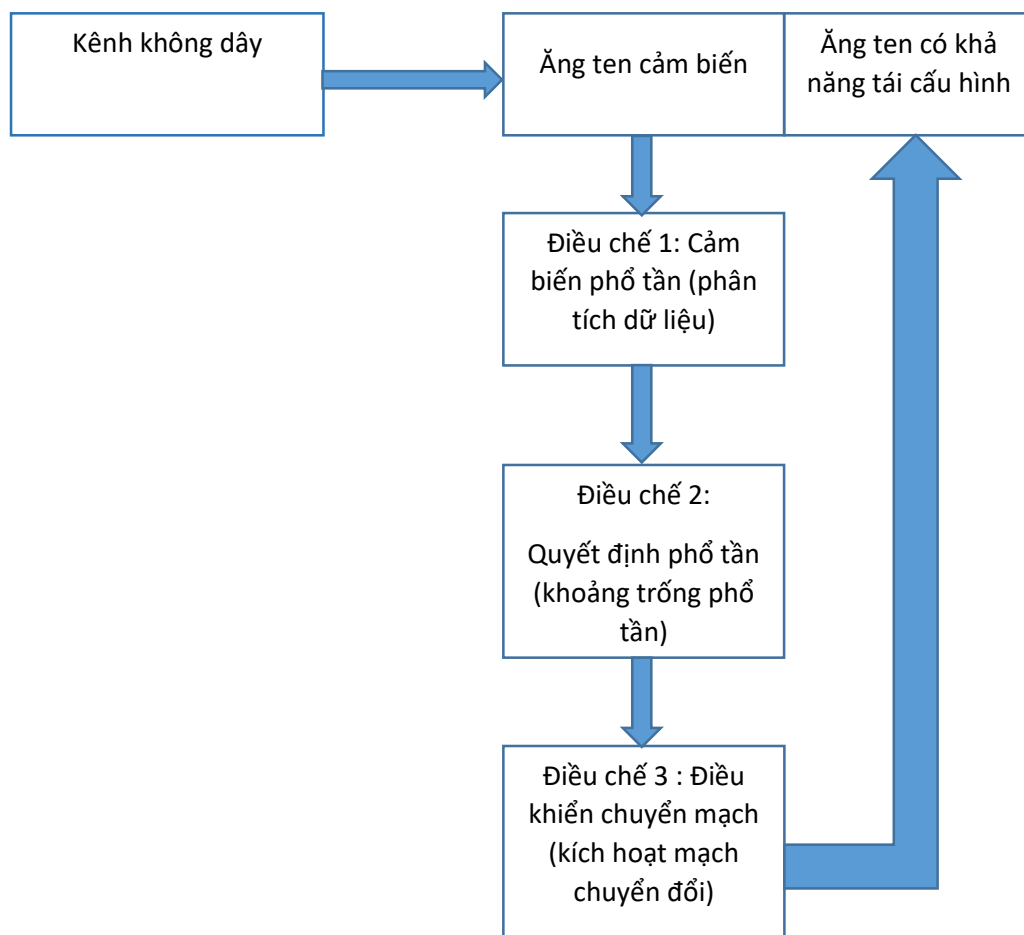 Kênh không dây
Ăng ten cảm biến
Ăng ten có khả
năng tái cấu hình
Điều chế 1: Cảm
biến phổ tần (phân
tích dữ liệu)
Điều chế 2:
Quyết định phổ tần
(khoảng trống phổ
tần)
Điều chế 3 : Điều
khiển chuyển mạch
(kích hoạt mạch
chuyển đổi)